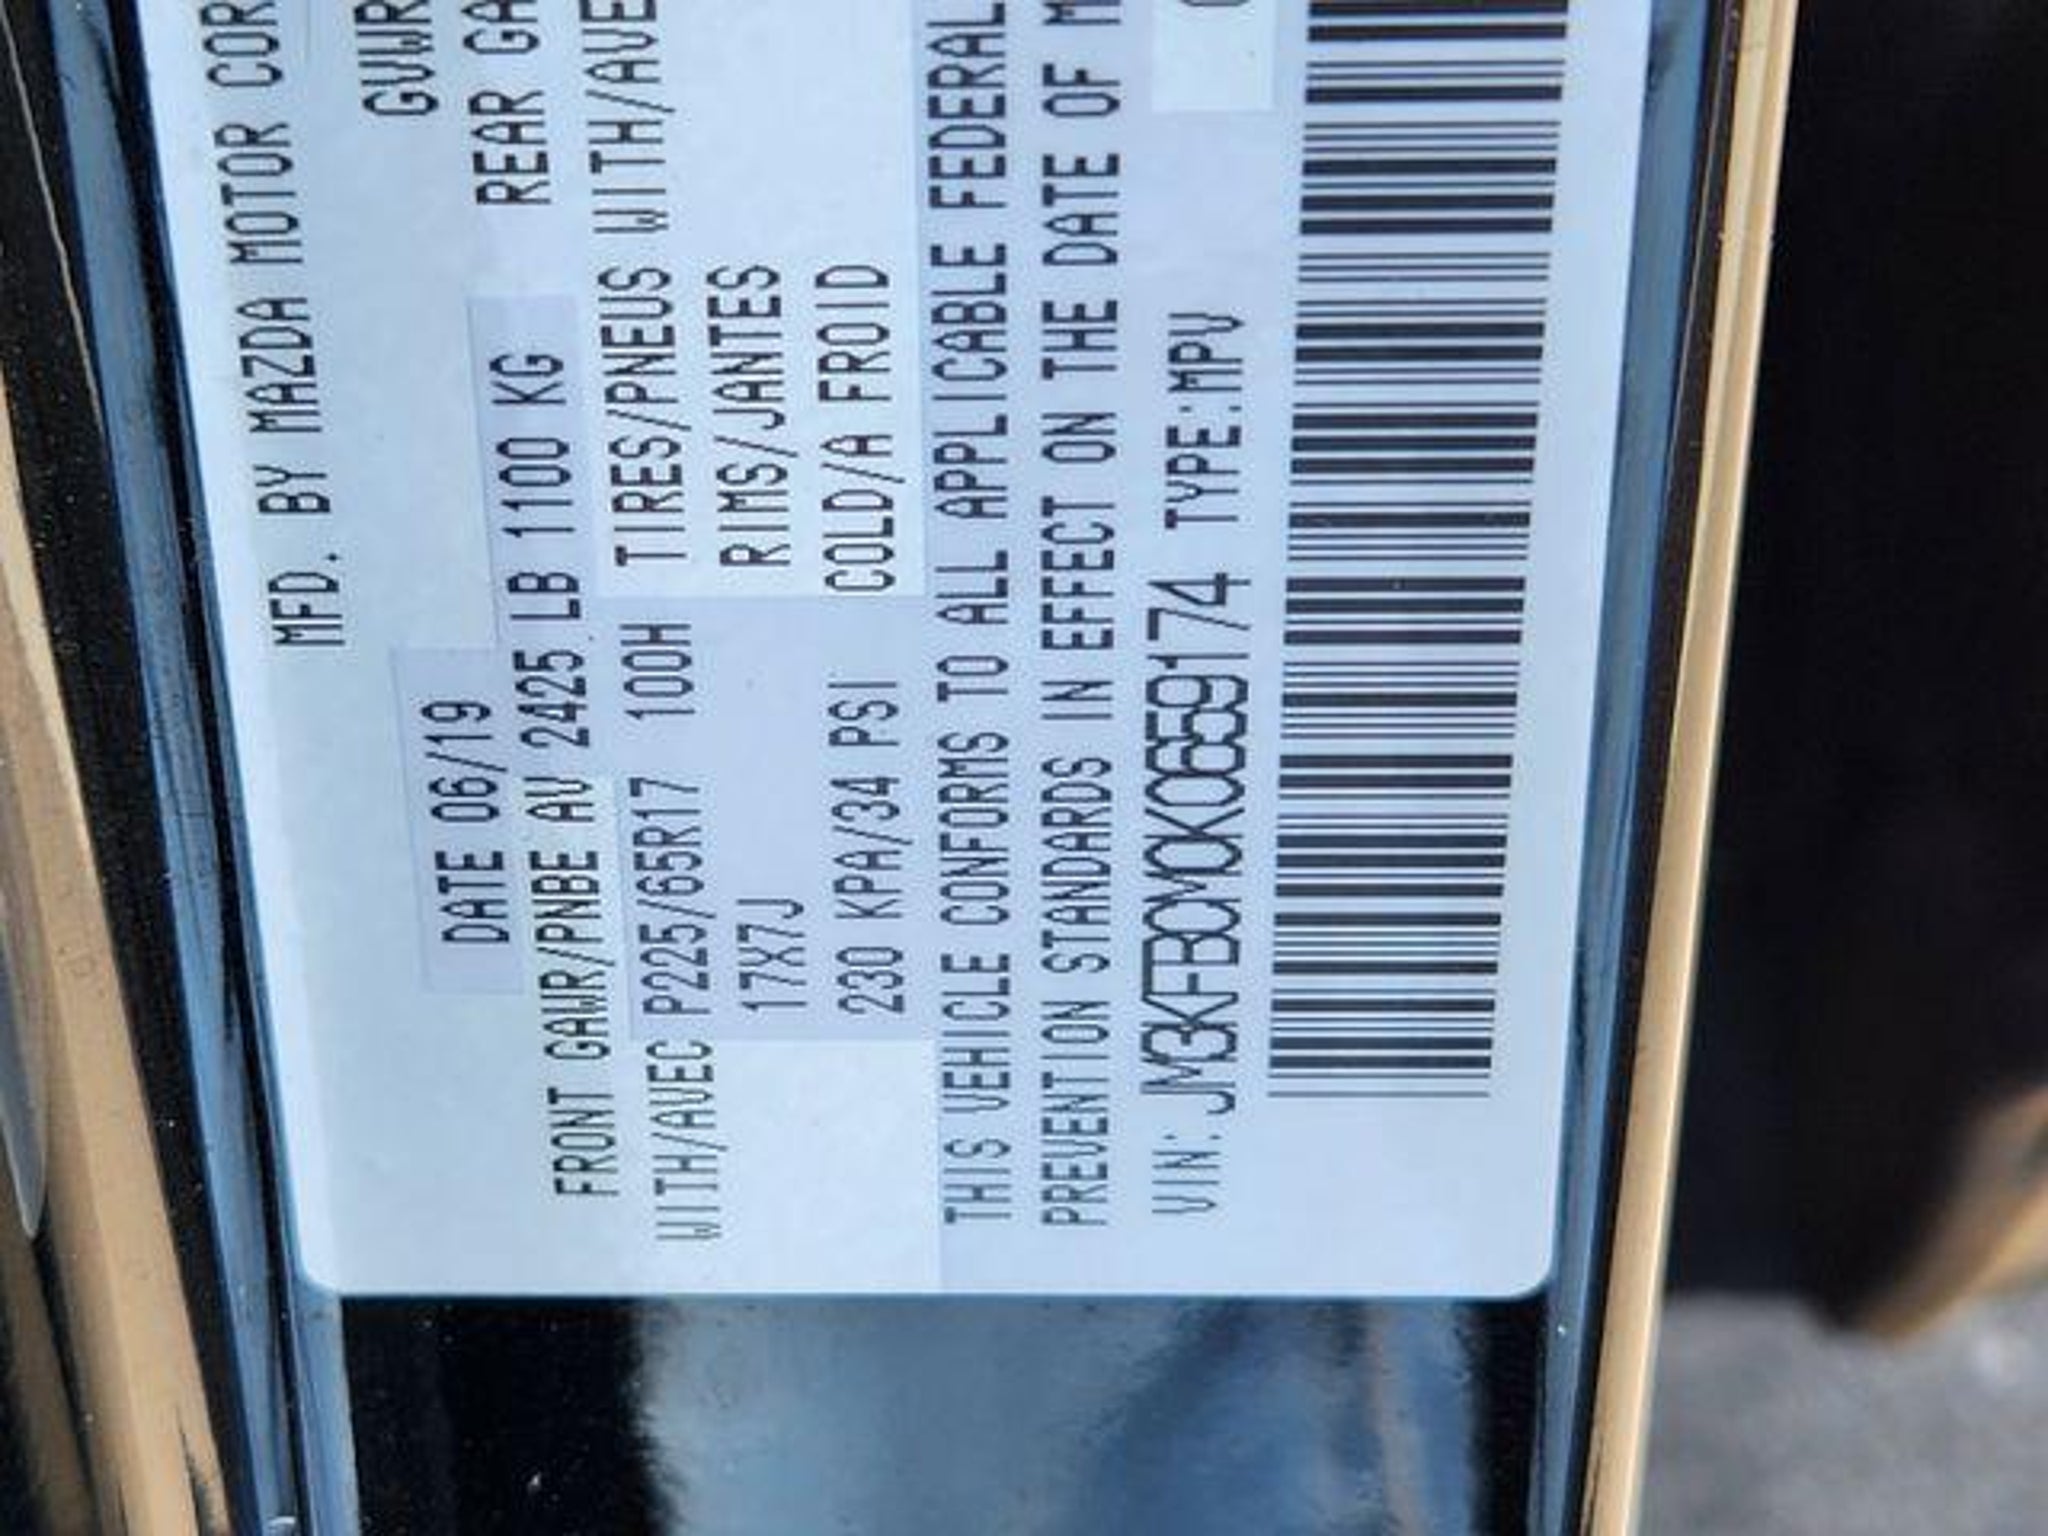 MFD. BY MAZDA MOTOR COR
DATE 06/19 GVWR
FRONT GAWR/PNBE AV 2425 LB 1100 KG REAR GA
WITH/AVEC P225/65R17 100H TIRES/PNEUS WITH/AVE
17X7J RIMS/JANTES
230 KPA/34 PSI COLD/A FROID
THIS VEHICLE CONFORMS TO ALL APPLICABLE FEDERAL
PREVENTION STANDARDS IN EFFECT ON THE DATE OF M
VIN: JM3KFBCM0K0659174 TYPE:MPV